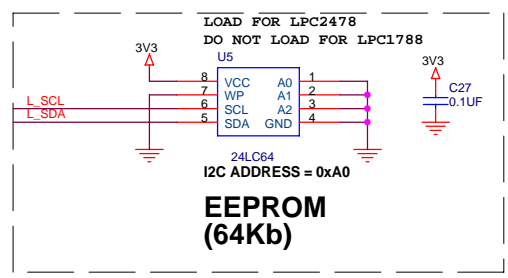 LOAD FOR LPC2478
DO NOT LOAD FOR LPC1788
3V3
U5
3V3
8 VCC A0 1
7 WP A1 2
6 SCL A2 3
5 SDA GND 4
L_SCL
L_SDA
C27
0.1UF
24LC64
I2C ADDRESS = 0xA0
EEPROM
(64Kb)